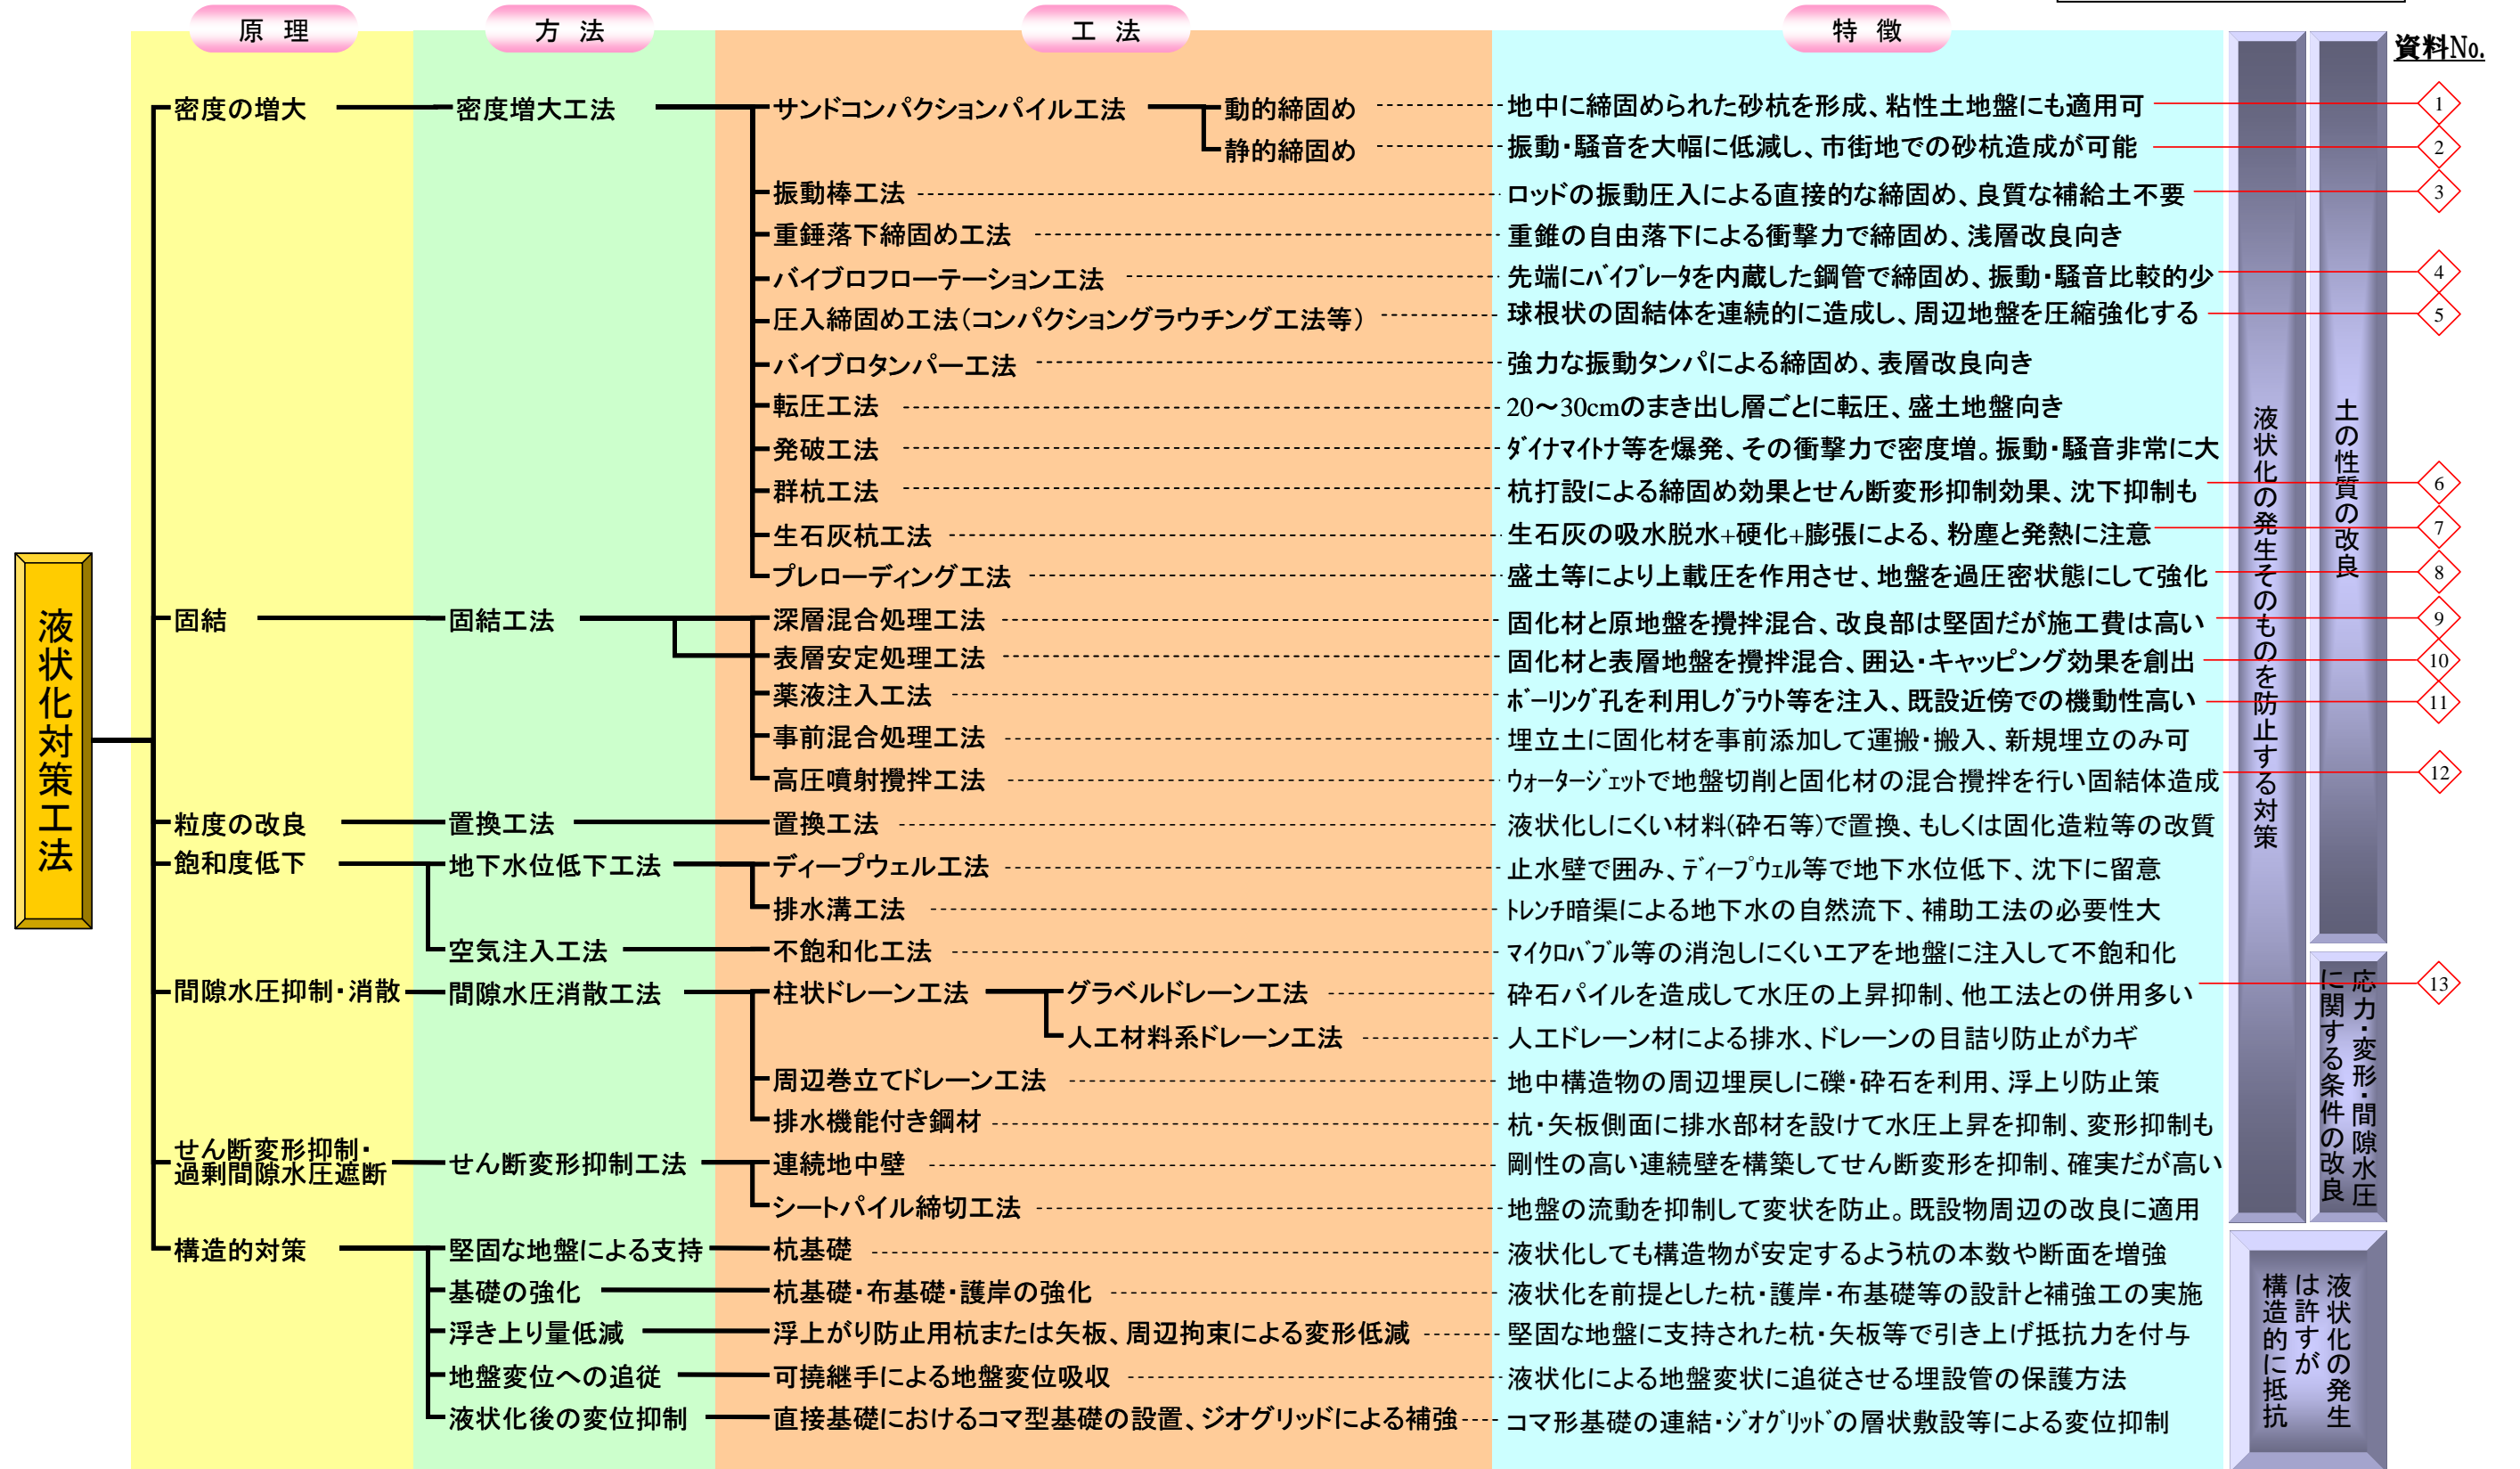 原理
方法
工法
特徴
資料No.
液状化対策工法
密度の増大
密度増大工法
サンドコンパクションパイル工法
動的締固め
地中に締固められた砂杭を形成、粘性土地盤にも適用可
1
静的締固め
振動・騒音を大幅に低減し、市街地での砂杭造成が可能
2
振動棒工法
ロッドの振動圧入による直接的な締固め、良質な補給土不要
3
重錘落下締固め工法
重錐の自由落下による衝撃力で締固め、浅層改良向き
バイブロフローテーション工法
先端にバイブレータを内蔵した鋼管で締固め、振動・騒音比較的少
4
圧入締固め工法（コンパクショングラウチング工法等）
球根状の固結体を連続的に造成し、周辺地盤を圧縮強化する
5
バイブロタンパー工法
強力な振動タンパによる締固め、表層改良向き
転圧工法
20～30cmのまき出し層ごとに転圧、盛土地盤向き
発破工法
ダイナマイトナ等を爆発、その衝撃力で密度増。振動・騒音非常に大
群杭工法
杭打設による締固め効果とせん断変形抑制効果、沈下抑制も
6
生石灰杭工法
生石灰の吸水脱水+硬化+膨張による、粉塵と発熱に注意
7
プレローディング工法
盛土等により上載圧を作用させ、地盤を過圧密状態にして強化
8
固結
固結工法
深層混合処理工法
固化材と原地盤を攪拌混合、改良部は堅固だが施工費は高い
9
表層安定処理工法
固化材と表層地盤を攪拌混合、囲込・キャッピング効果を創出
10
薬液注入工法
ボーリング孔を利用しグラウト等を注入、既設近傍での機動性高い
11
事前混合処理工法
埋立土に固化材を事前添加して運搬・搬入、新規埋立のみ可
高圧噴射攪拌工法
ウォータージェットで地盤切削と固化材の混合攪拌を行い固結体造成
12
粒度の改良
置換工法
置換工法
液状化しにくい材料(砕石等)で置換、もしくは固化造粒等の改質
飽和度低下
地下水位低下工法
ディープウェル工法
止水壁で囲み、ディープウェル等で地下水位低下、沈下に留意
排水溝工法
トレンチ暗渠による地下水の自然流下、補助工法の必要性大
空気注入工法
不飽和化工法
マイクロバブル等の消泡しにくいエアを地盤に注入して不飽和化
間隙水圧抑制・消散
間隙水圧消散工法
柱状ドレーン工法
グラベルドレーン工法
砕石パイルを造成して水圧の上昇抑制、他工法との併用多い
13
人工材料系ドレーン工法
人工ドレーン材による排水、ドレーンの目詰り防止がカギ
周辺巻立てドレーン工法
地中構造物の周辺埋戻しに礫・砕石を利用、浮上り防止策
排水機能付き鋼材
杭・矢板側面に排水部材を設けて水圧上昇を抑制、変形抑制も
せん断変形抑制・
過剰間隙水圧遮断
せん断変形抑制工法
連続地中壁
剛性の高い連続壁を構築してせん断変形を抑制、確実だが高い
シートパイル締切工法
地盤の流動を抑制して変状を防止。既設物周辺の改良に適用
構造的対策
堅固な地盤による支持
杭基礎
液状化しても構造物が安定するよう杭の本数や断面を増強
基礎の強化
杭基礎・布基礎・護岸の強化
液状化を前提とした杭・護岸・布基礎等の設計と補強工の実施
浮き上り量低減
浮上がり防止用杭または矢板、周辺拘束による変形低減
堅固な地盤に支持された杭・矢板等で引き上げ抵抗力を付与
地盤変位への追従
可撓継手による地盤変位吸収
液状化による地盤変状に追従させる埋設管の保護方法
液状化後の変位抑制
直接基礎におけるコマ型基礎の設置、ジオグリッドによる補強
コマ形基礎の連結・ジオグリッドの層状敷設等による変位抑制
液状化の発生そのものを防止する対策
土の性質の改良
応力・変形・間隙水圧
に関する条件の改良
液状化の発生
は許すが
構造的に抵抗